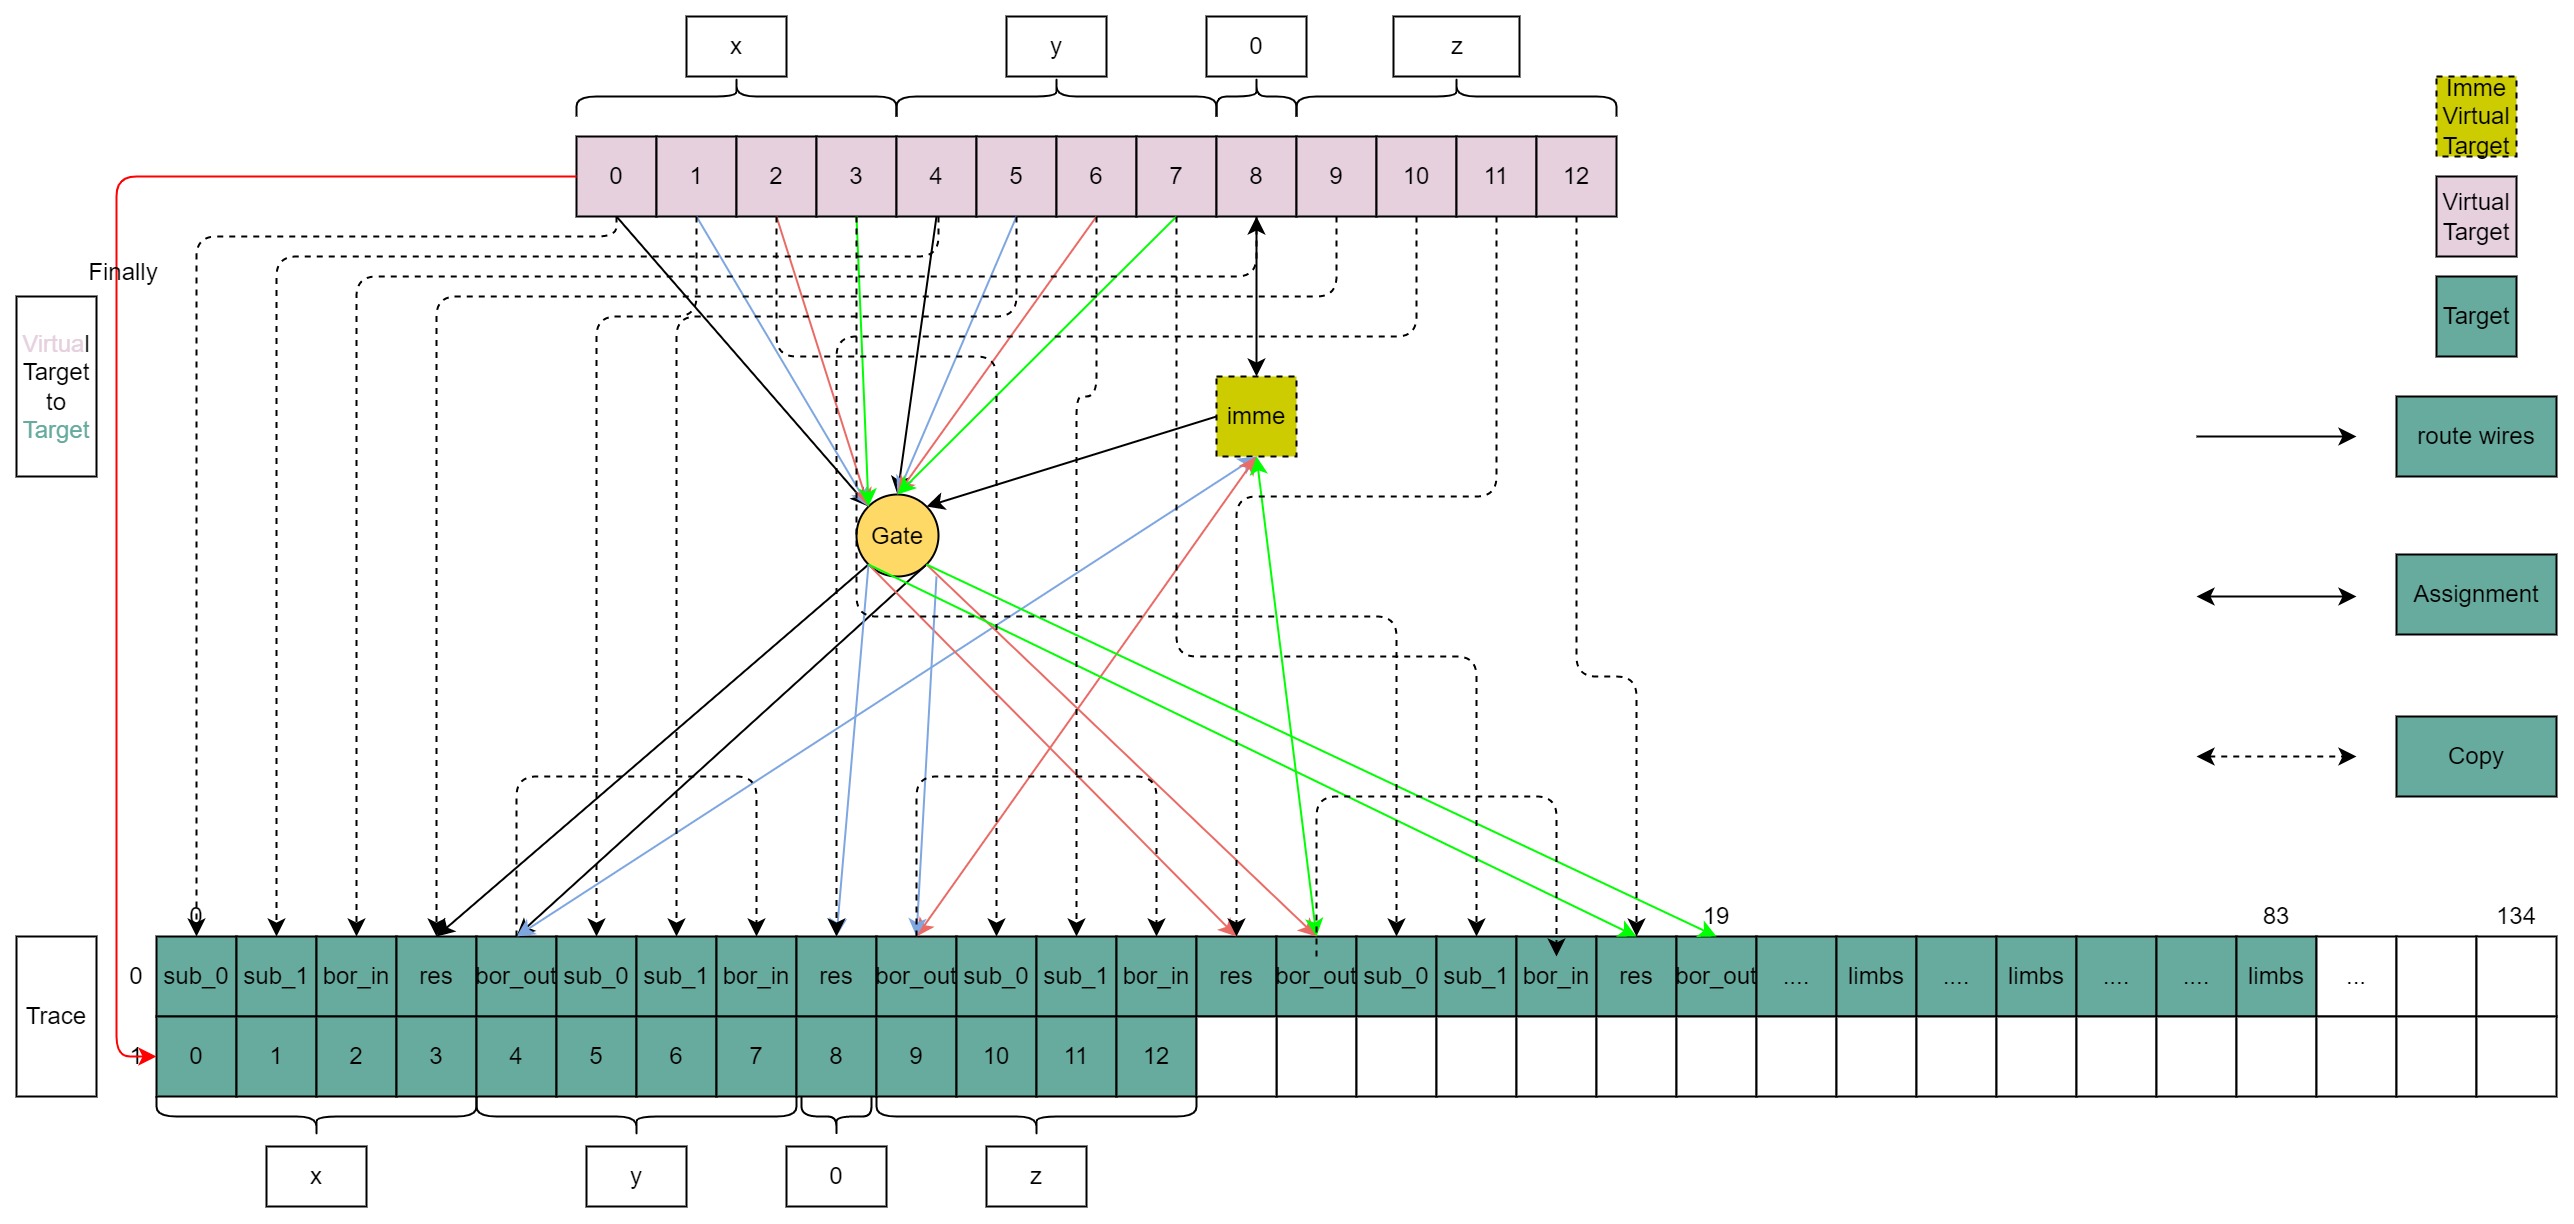 x y 0 z
Imme
Virtual
Target
0 1 2 3 4 5 6 7 8 9 10 11 12
Virtual
Target
Finally
Target
Virtual
Target
to
Target
imme
route wires
Gate
Assignment
Copy
0 19 83 134
0 sub_0 sub_1 bor_in res bor_out sub_0 sub_1 bor_in res bor_out sub_0 sub_1 bor_in res bor_out sub_0 sub_1 bor_in res bor_out .... limbs .... limbs .... .... limbs ...
Trace
1 0 1 2 3 4 5 6 7 8 9 10 11 12
x y 0 z